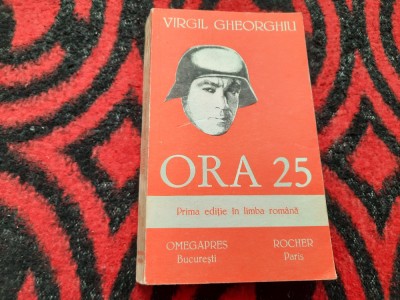 VIRGIL GHEORGHIU
ORA 25
Prima ediție în limba română
OMEGAPRES ROCHER
București Paris